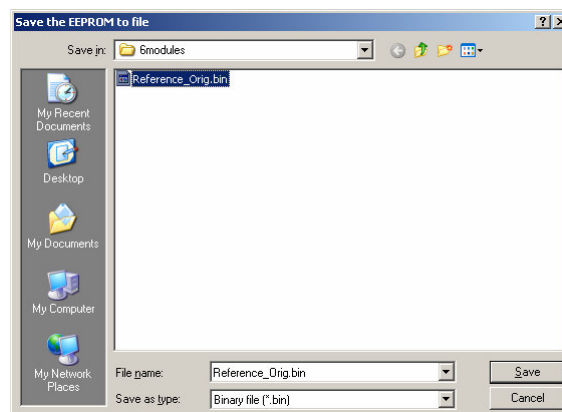 Save the EEPROM to file
Save in:
6modules
Reference_Orig.bin
My Recent
Documents
Desktop
My Documents
My Computer
My Network
Places
File name:
Reference_Orig.bin
Save
Save as type:
Binary file (*.bin)
Cancel